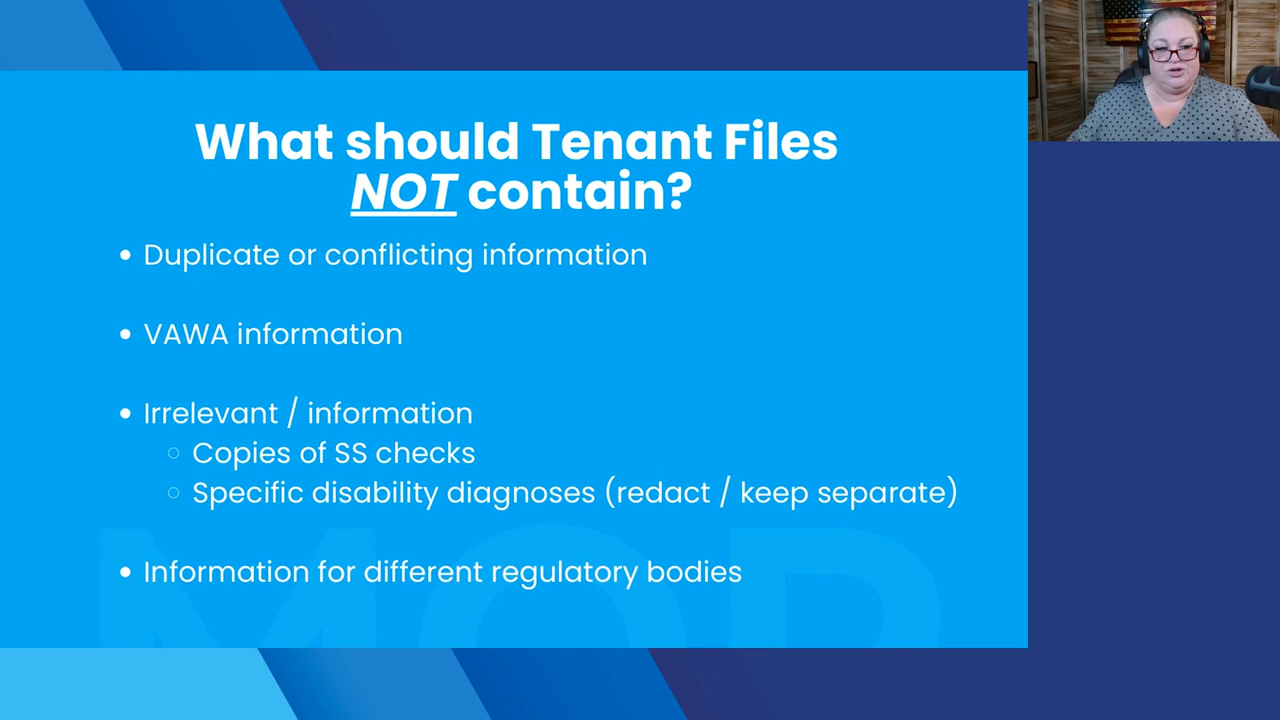 What should Tenant Files
NOT contain?
• Duplicate or conflicting information
• VAWA information
• Irrelevant / information
○ Copies of SS checks
○ Specific disability diagnoses (redact / keep separate)
• Information for different regulatory bodies
MOR